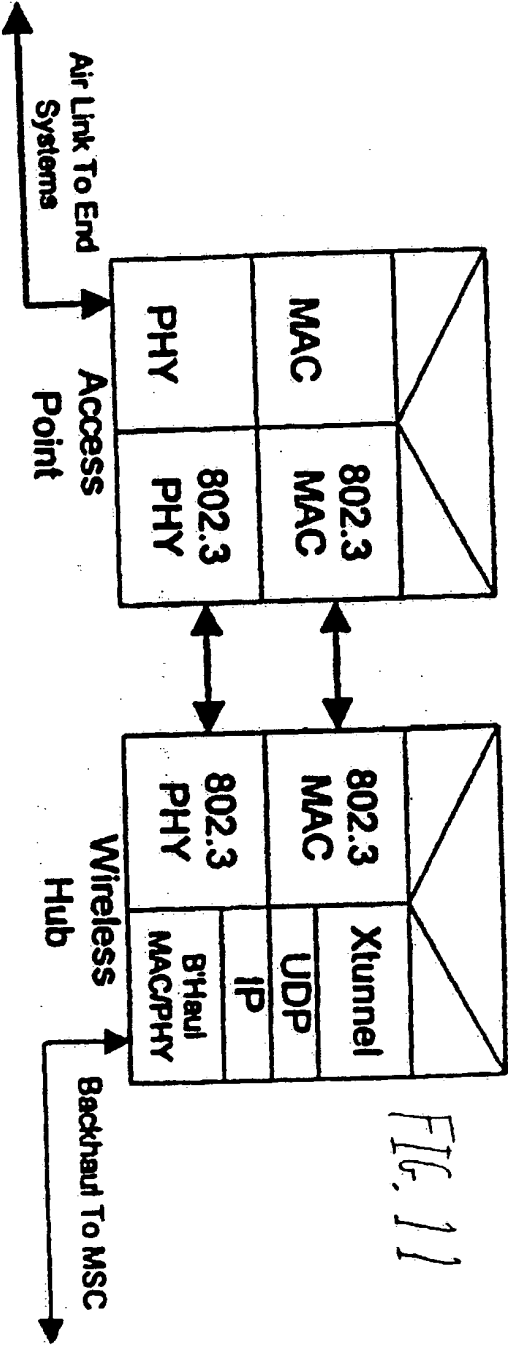 MAC
802.3
MAC
PHY
802.3
PHY
Access
Point
Air Link To End
Systems
802.3
MAC
Xtunnel
UDP
IP
802.3
PHY
B'Haul
MAC/PHY
Wireless
Hub
Backhaul To MSC
FIG. 11